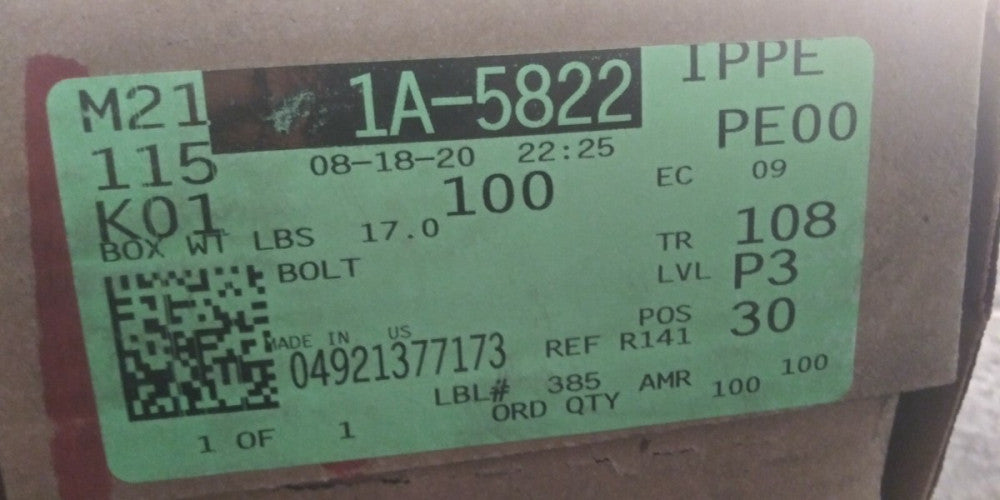 M21 1A-5822 IPPE
115 08-18-20 22:25 PE00
K01 100 EC 09
BOX WT LBS 17.0 TR 108
BOLT LVL P3
MADE IN US POS 30
04921377173 REF R141
LBL# 385 AMR 100 100
ORD QTY
1 OF 1